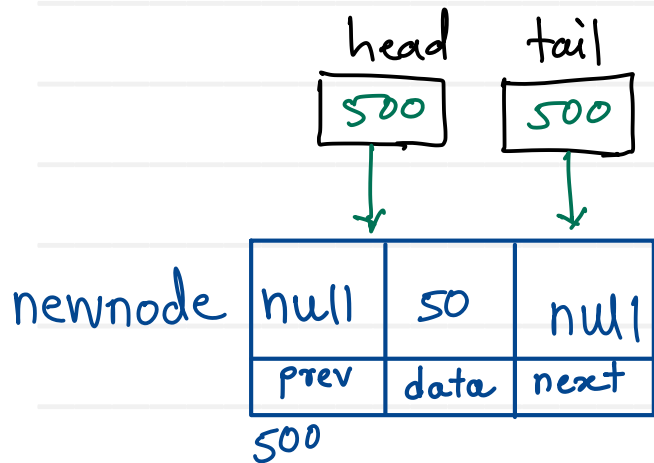 head tail
500 500
newnode null 50 null
prev data next
500